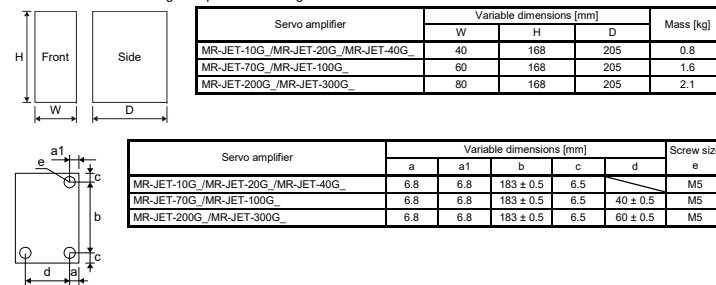 Servo amplifier Variable dimensions [mm] Mass [kg]
W H D
MR-JET-10G_/MR-JET-20G_/MR-JET-40G_ 40 168 205 0.8
MR-JET-70G_/MR-JET-100G_ 60 168 205 1.6
MR-JET-200G_/MR-JET-300G_ 80 168 205 2.1
H Front Side
W D
Servo amplifier Variable dimensions [mm] Screw size
a a1 b c d e
MR-JET-10G_/MR-JET-20G_/MR-JET-40G_ 6.8 6.8 183 ± 0.5 6.5 M5
MR-JET-70G_/MR-JET-100G_ 6.8 6.8 183 ± 0.5 6.5 40 ± 0.5 M5
MR-JET-200G_/MR-JET-300G_ 6.8 6.8 183 ± 0.5 6.5 60 ± 0.5 M5
a1
e
c
b
c
d a